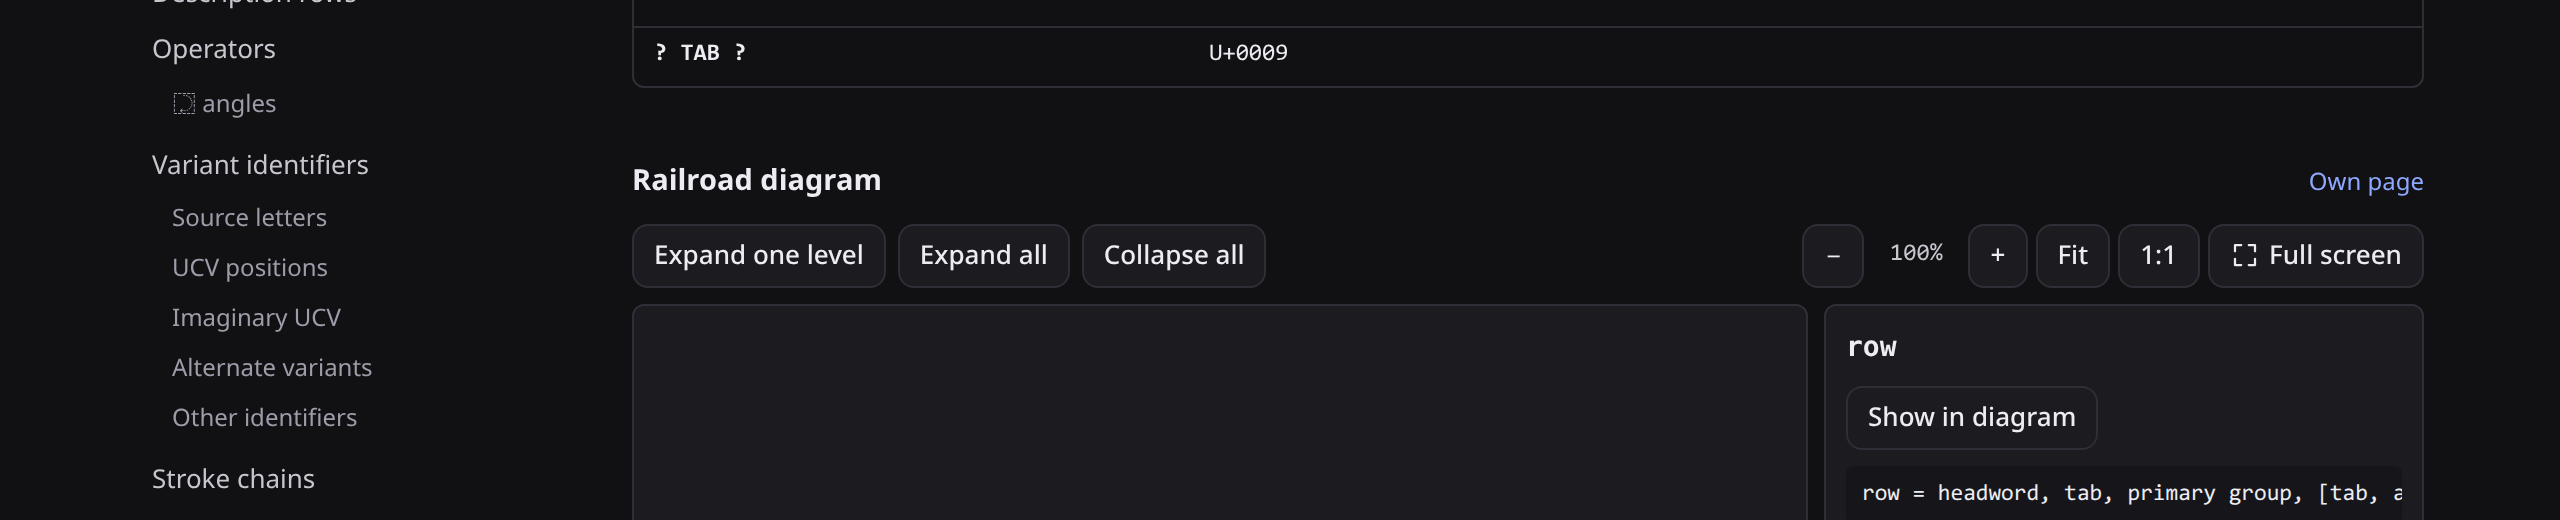 Description rows
Operators
angles
Variant identifiers
Source letters
UCV positions
Imaginary UCV
Alternate variants
Other identifiers
Stroke chains
? TAB ? U+0009
Railroad diagram
Own page
Expand one level Expand all Collapse all
− 100% + Fit 1:1 Full screen
row
Show in diagram
row = headword, tab, primary group, [tab, a